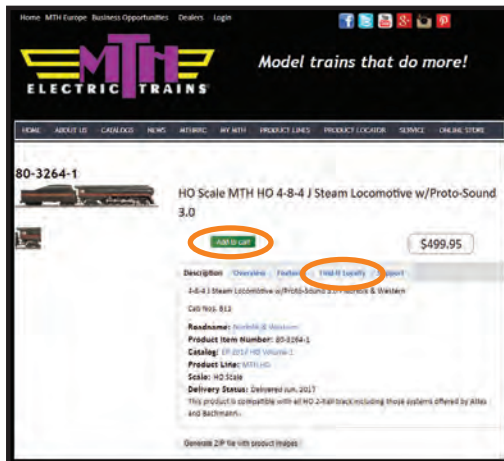 Home MTH Europe Business Opportunities Dealers Login
MTH
ELECTRIC TRAINS
Model trains that do more!
HOME ABOUT US CATALOGS NEWS MTHRRC MY MTH PRODUCT LINES PRODUCT LOCATOR SERVICE ONLINE STORE
80-3264-1
HO Scale MTH HO 4-8-4 J Steam Locomotive w/Proto-Sound
3.0
Add to cart
$499.95
Description Overview Features Find It Locally Support
4-8-4 J Steam Locomotive w/Proto-Sound 3.0 - Norfolk & Western
Cab Nos. 612
Roadname: Norfolk & Western
Product Item Number: 80-3264-1
Catalog: 2017 HO Volume 1
Product Line: MTH HO
Scale: HO Scale
Delivery Status: Delivered Jun. 2017
This product is compatible with all HO 2-Rail track including those systems offered by Atlas
and Bachmann.
Generate ZIP file with product images